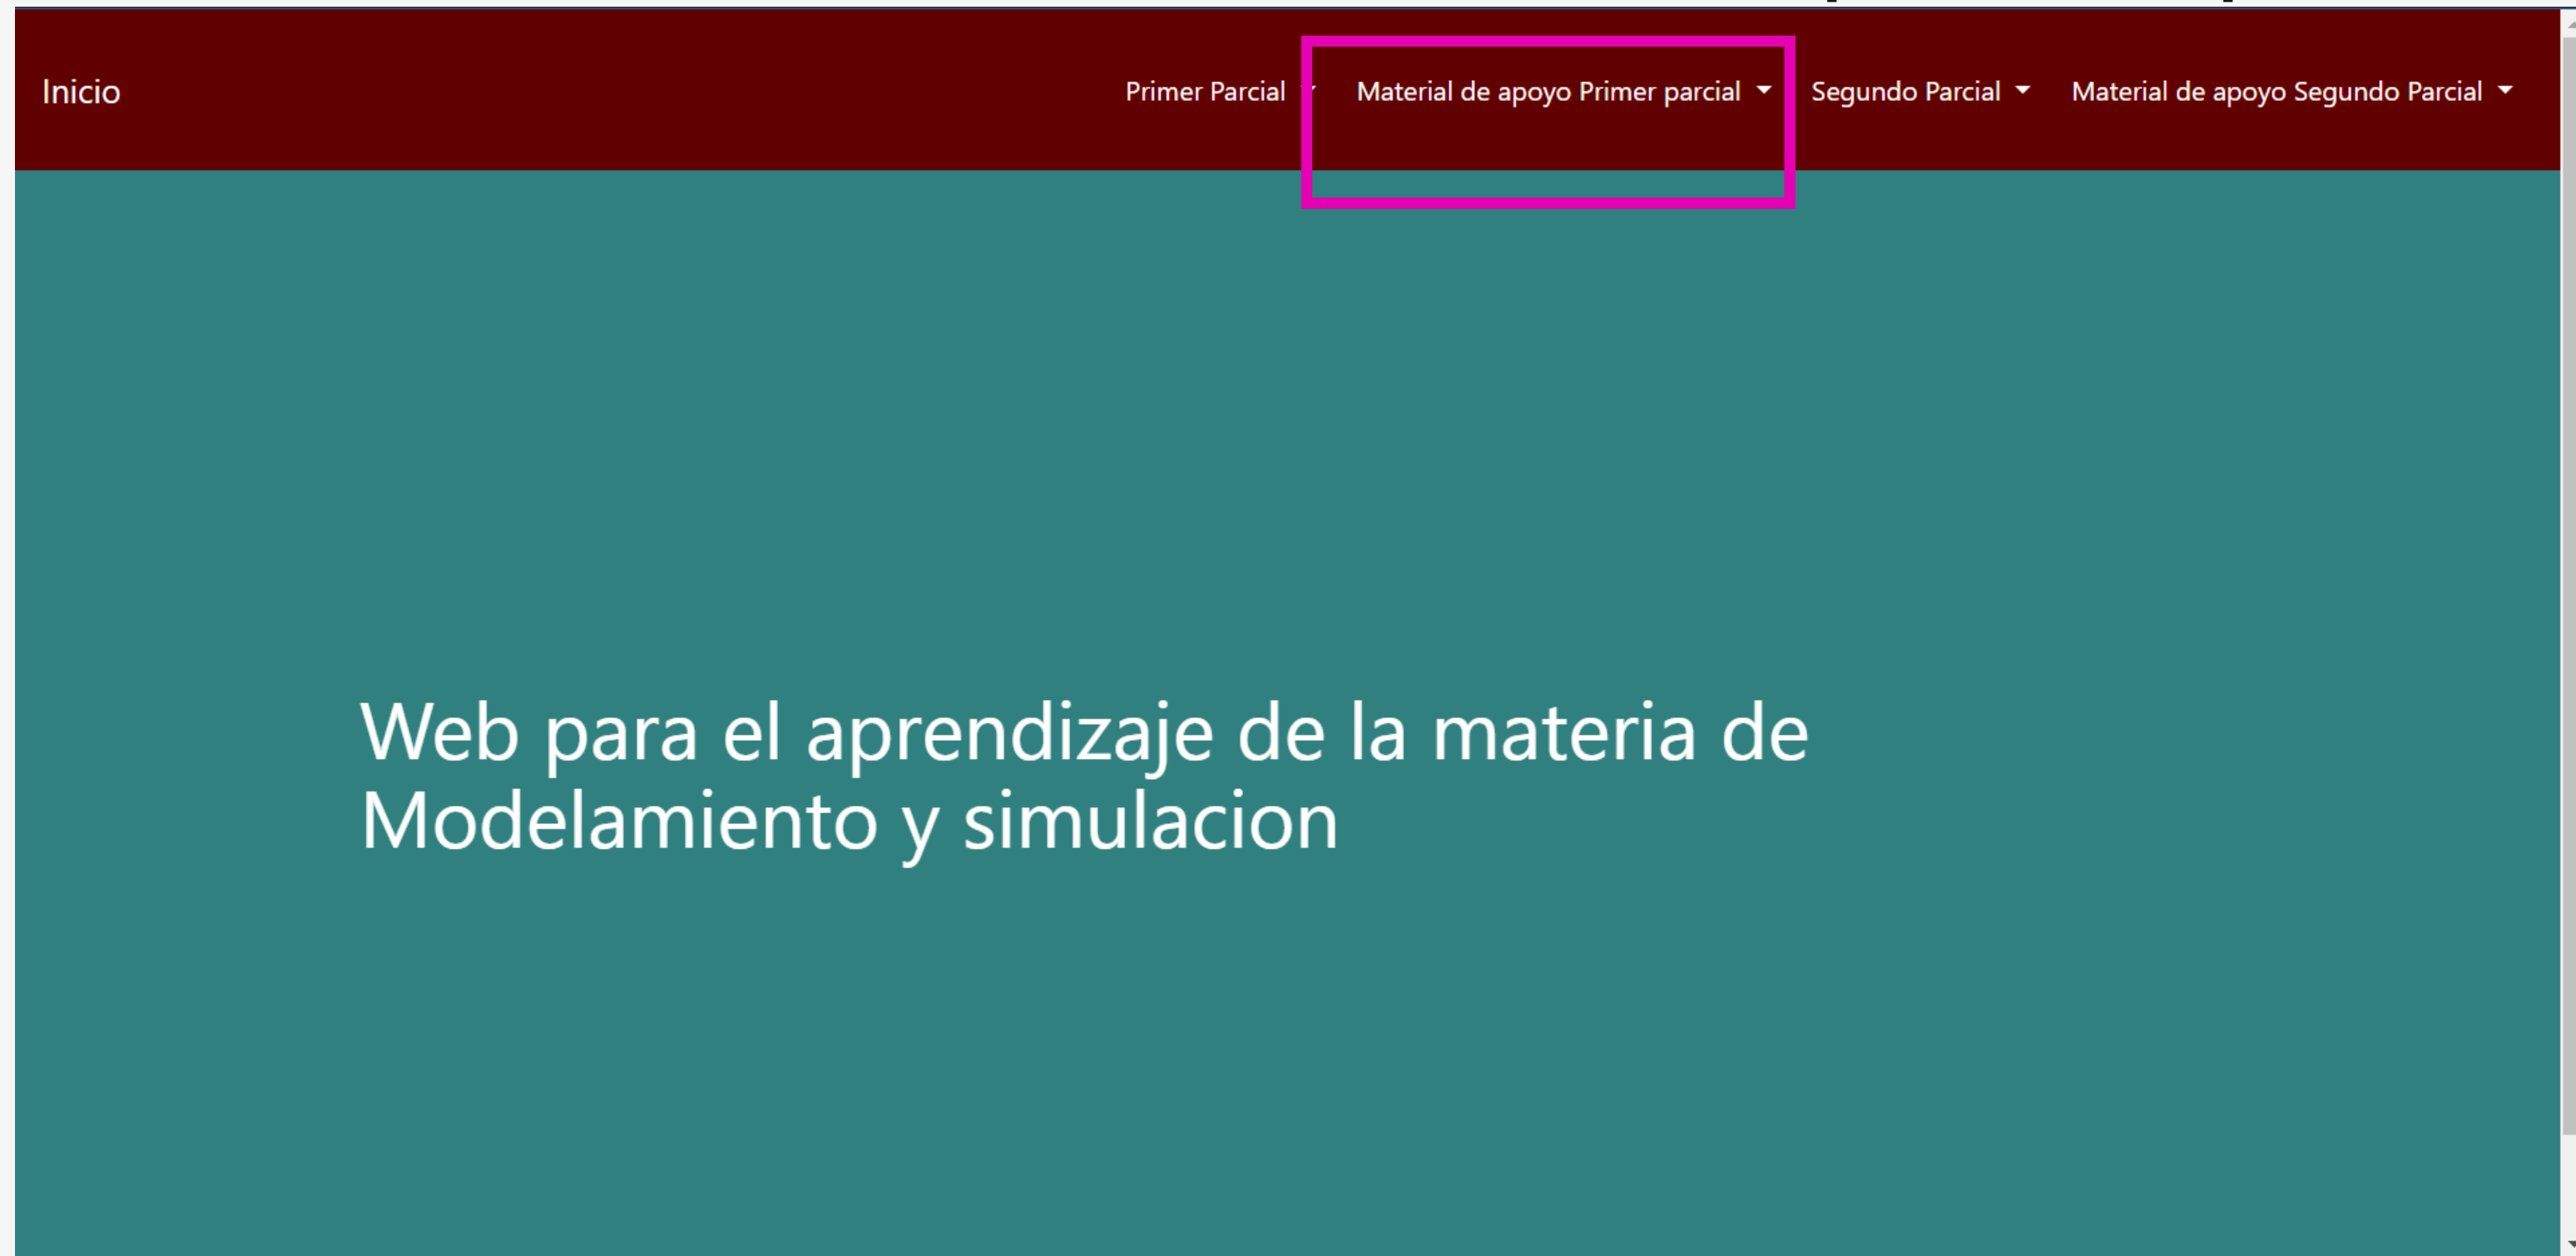 Inicio
Primer Parcial
Material de apoyo Primer parcial
Segundo Parcial
Material de apoyo Segundo Parcial
Web para el aprendizaje de la materia de
Modelamiento y simulacion